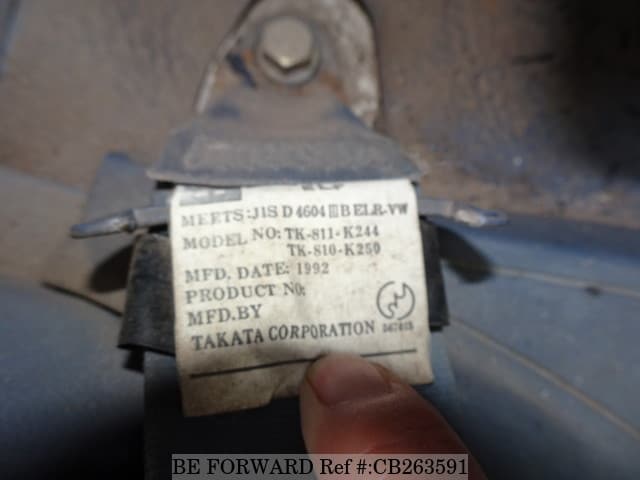 MEETS: JIS D 4604 III B ELR-VW
MODEL NO: TK-811-K244
TK-810-K250
MFD. DATE: 1992
PRODUCT NO:
MFD.BY
TAKATA CORPORATION
BE FORWARD Ref #:CB263591